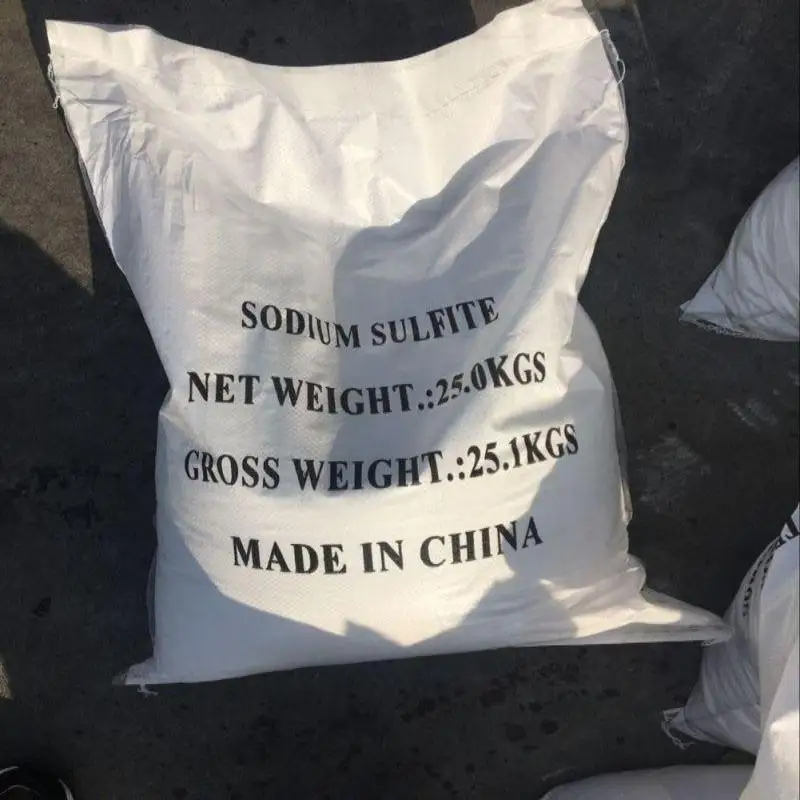 SODIUM SULFITE
NET WEIGHT.:25.0KGS
GROSS WEIGHT.:25.1KGS
MADE IN CHINA